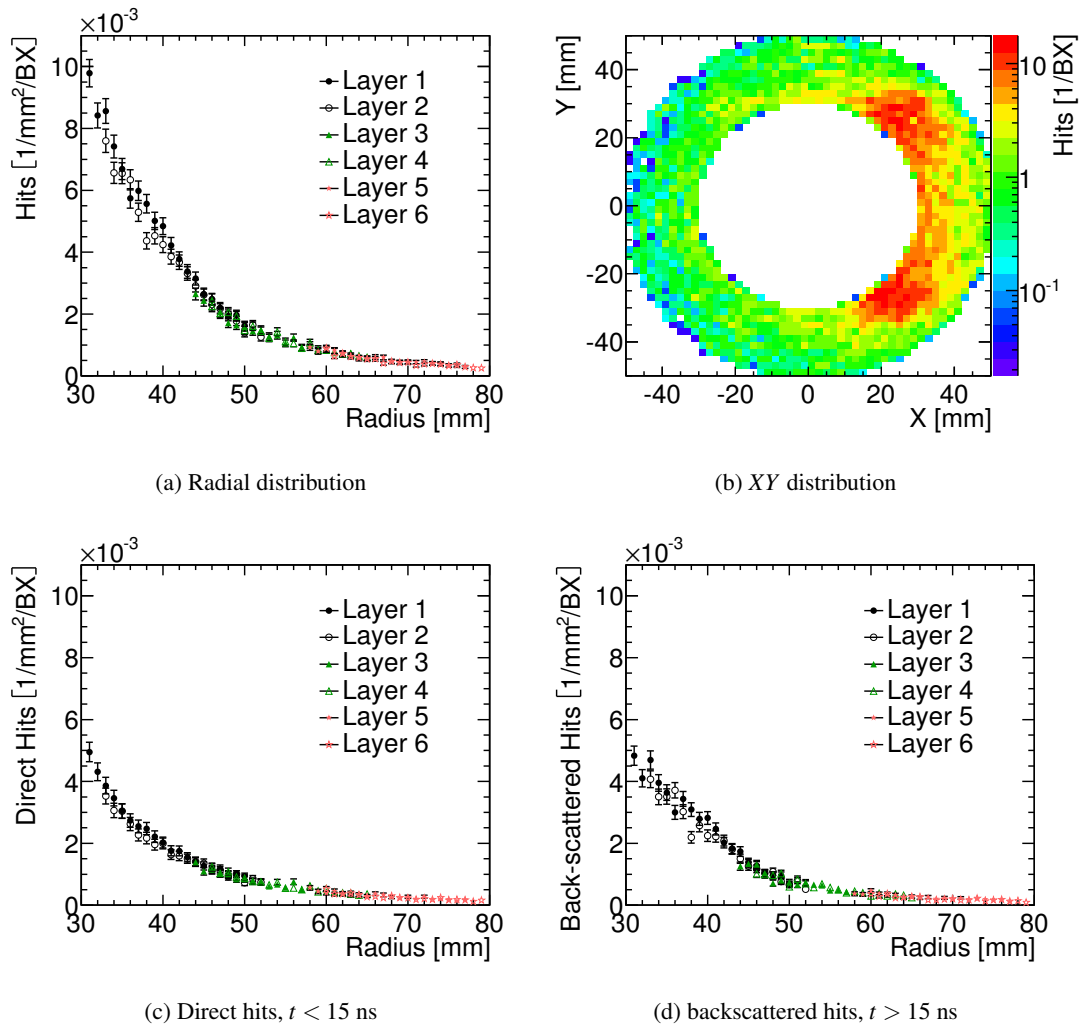 ×10⁻³
Hits [1/mm²/BX]
10
8
6
4
2
0
30 40 50 60 70 80
Radius [mm]
Layer 1
Layer 2
Layer 3
Layer 4
Layer 5
Layer 6
(a) Radial distribution
Y [mm]
40
20
0
-20
-40
-40 -20 0 20 40
X [mm]
Hits [1/BX]
10
1
10⁻¹
(b) XY distribution
×10⁻³
Direct Hits [1/mm²/BX]
10
8
6
4
2
0
30 40 50 60 70 80
Radius [mm]
Layer 1
Layer 2
Layer 3
Layer 4
Layer 5
Layer 6
(c) Direct hits, t < 15 ns
×10⁻³
Back-scattered Hits [1/mm²/BX]
10
8
6
4
2
0
30 40 50 60 70 80
Radius [mm]
Layer 1
Layer 2
Layer 3
Layer 4
Layer 5
Layer 6
(d) backscattered hits, t > 15 ns